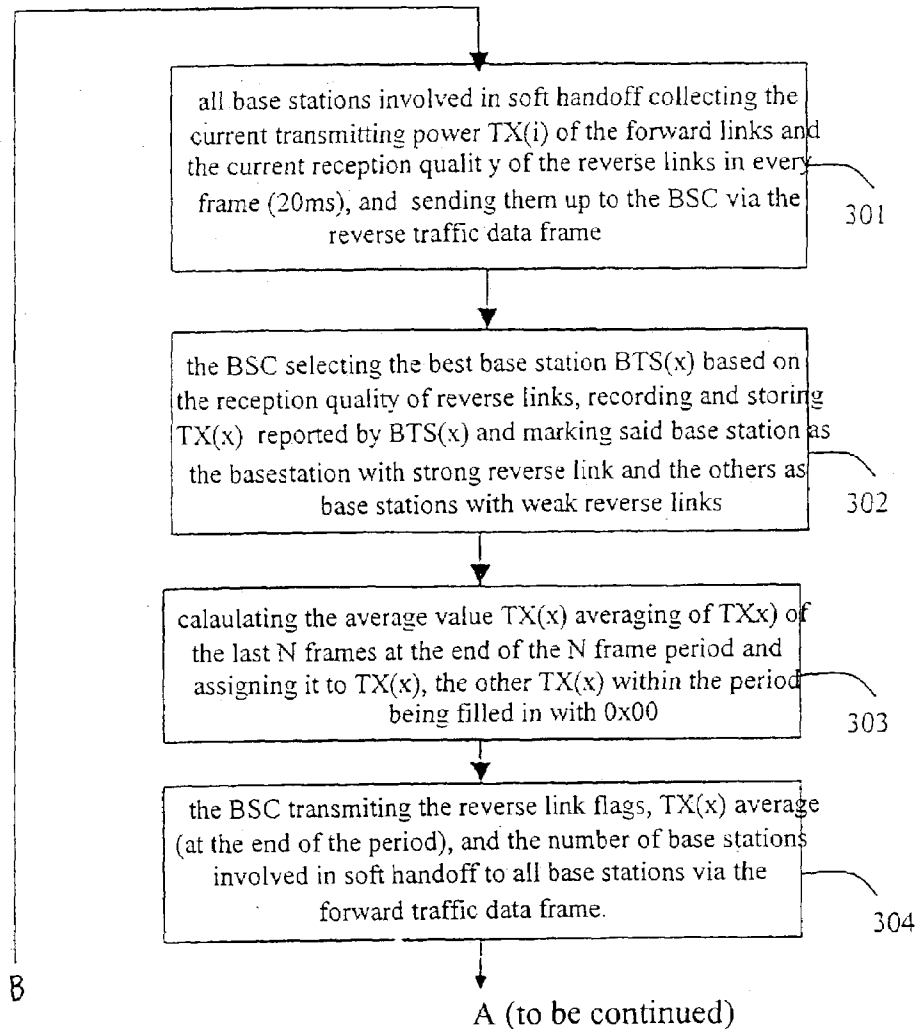 all base stations involved in soft handoff collecting the
current transmitting power TX(i) of the forward links and
the current reception qualit y of the reverse links in every
frame (20ms), and sending them up to the BSC via the
reverse traffic data frame
301
the BSC selecting the best base station BTS(x) based on
the reception quality of reverse links, recording and storing
TX(x) reported by BTS(x) and marking said base station as
the basestation with strong reverse link and the others as
base stations with weak reverse links
302
calaulating the average value TX(x) averaging of TXx) of
the last N frames at the end of the N frame period and
assigning it to TX(x), the other TX(x) within the period
being filled in with 0x00
303
the BSC transmiting the reverse link flags, TX(x) average
(at the end of the period), and the number of base stations
involved in soft handoff to all base stations via the
forward traffic data frame.
304
B
A (to be continued)